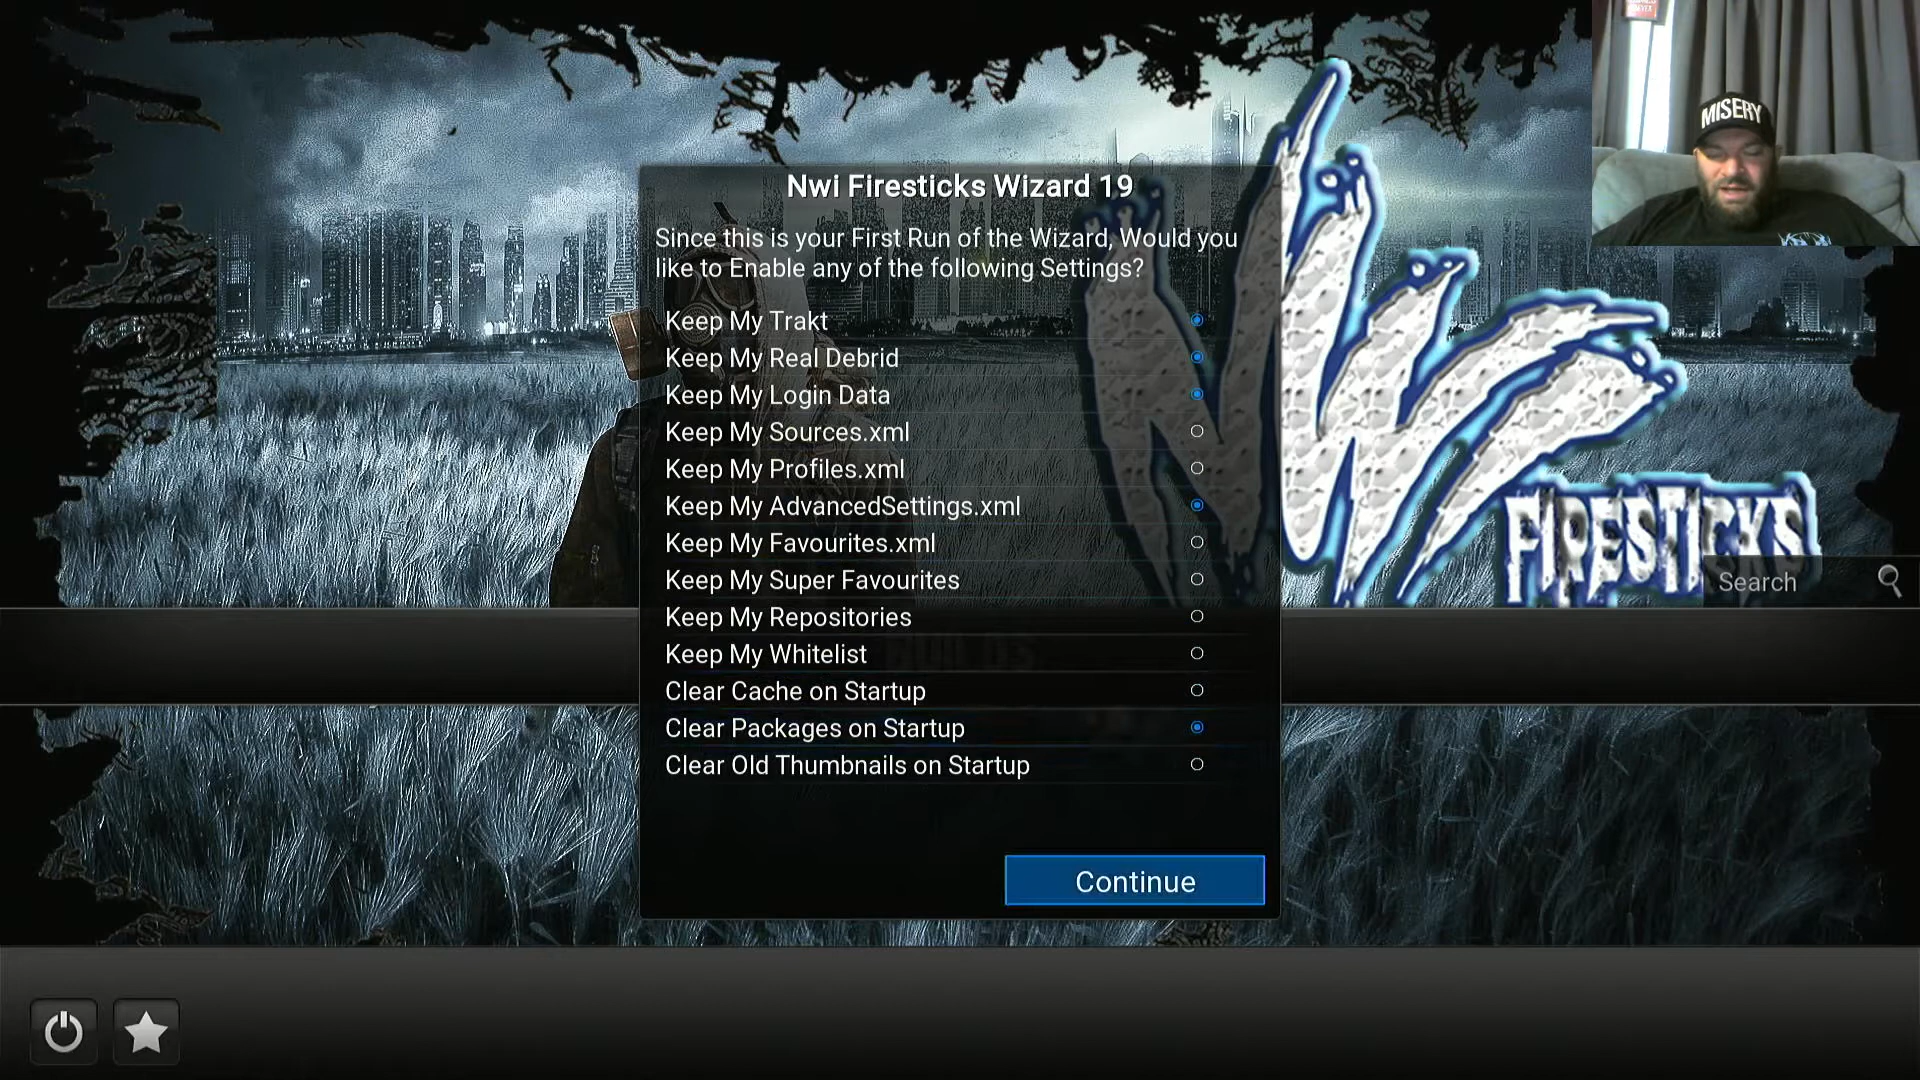 MISERY
Nwi Firesticks Wizard 19
Since this is your First Run of the Wizard, Would you
like to Enable any of the following Settings?
Keep My Trakt
Keep My Real Debrid
Keep My Login Data
Keep My Sources.xml
Keep My Profiles.xml
Keep My AdvancedSettings.xml
Keep My Favourites.xml
Keep My Super Favourites
Keep My Repositories
Keep My Whitelist
Clear Cache on Startup
Clear Packages on Startup
Clear Old Thumbnails on Startup
Continue
NWI
FIRESTICKS
Search
BUILDS